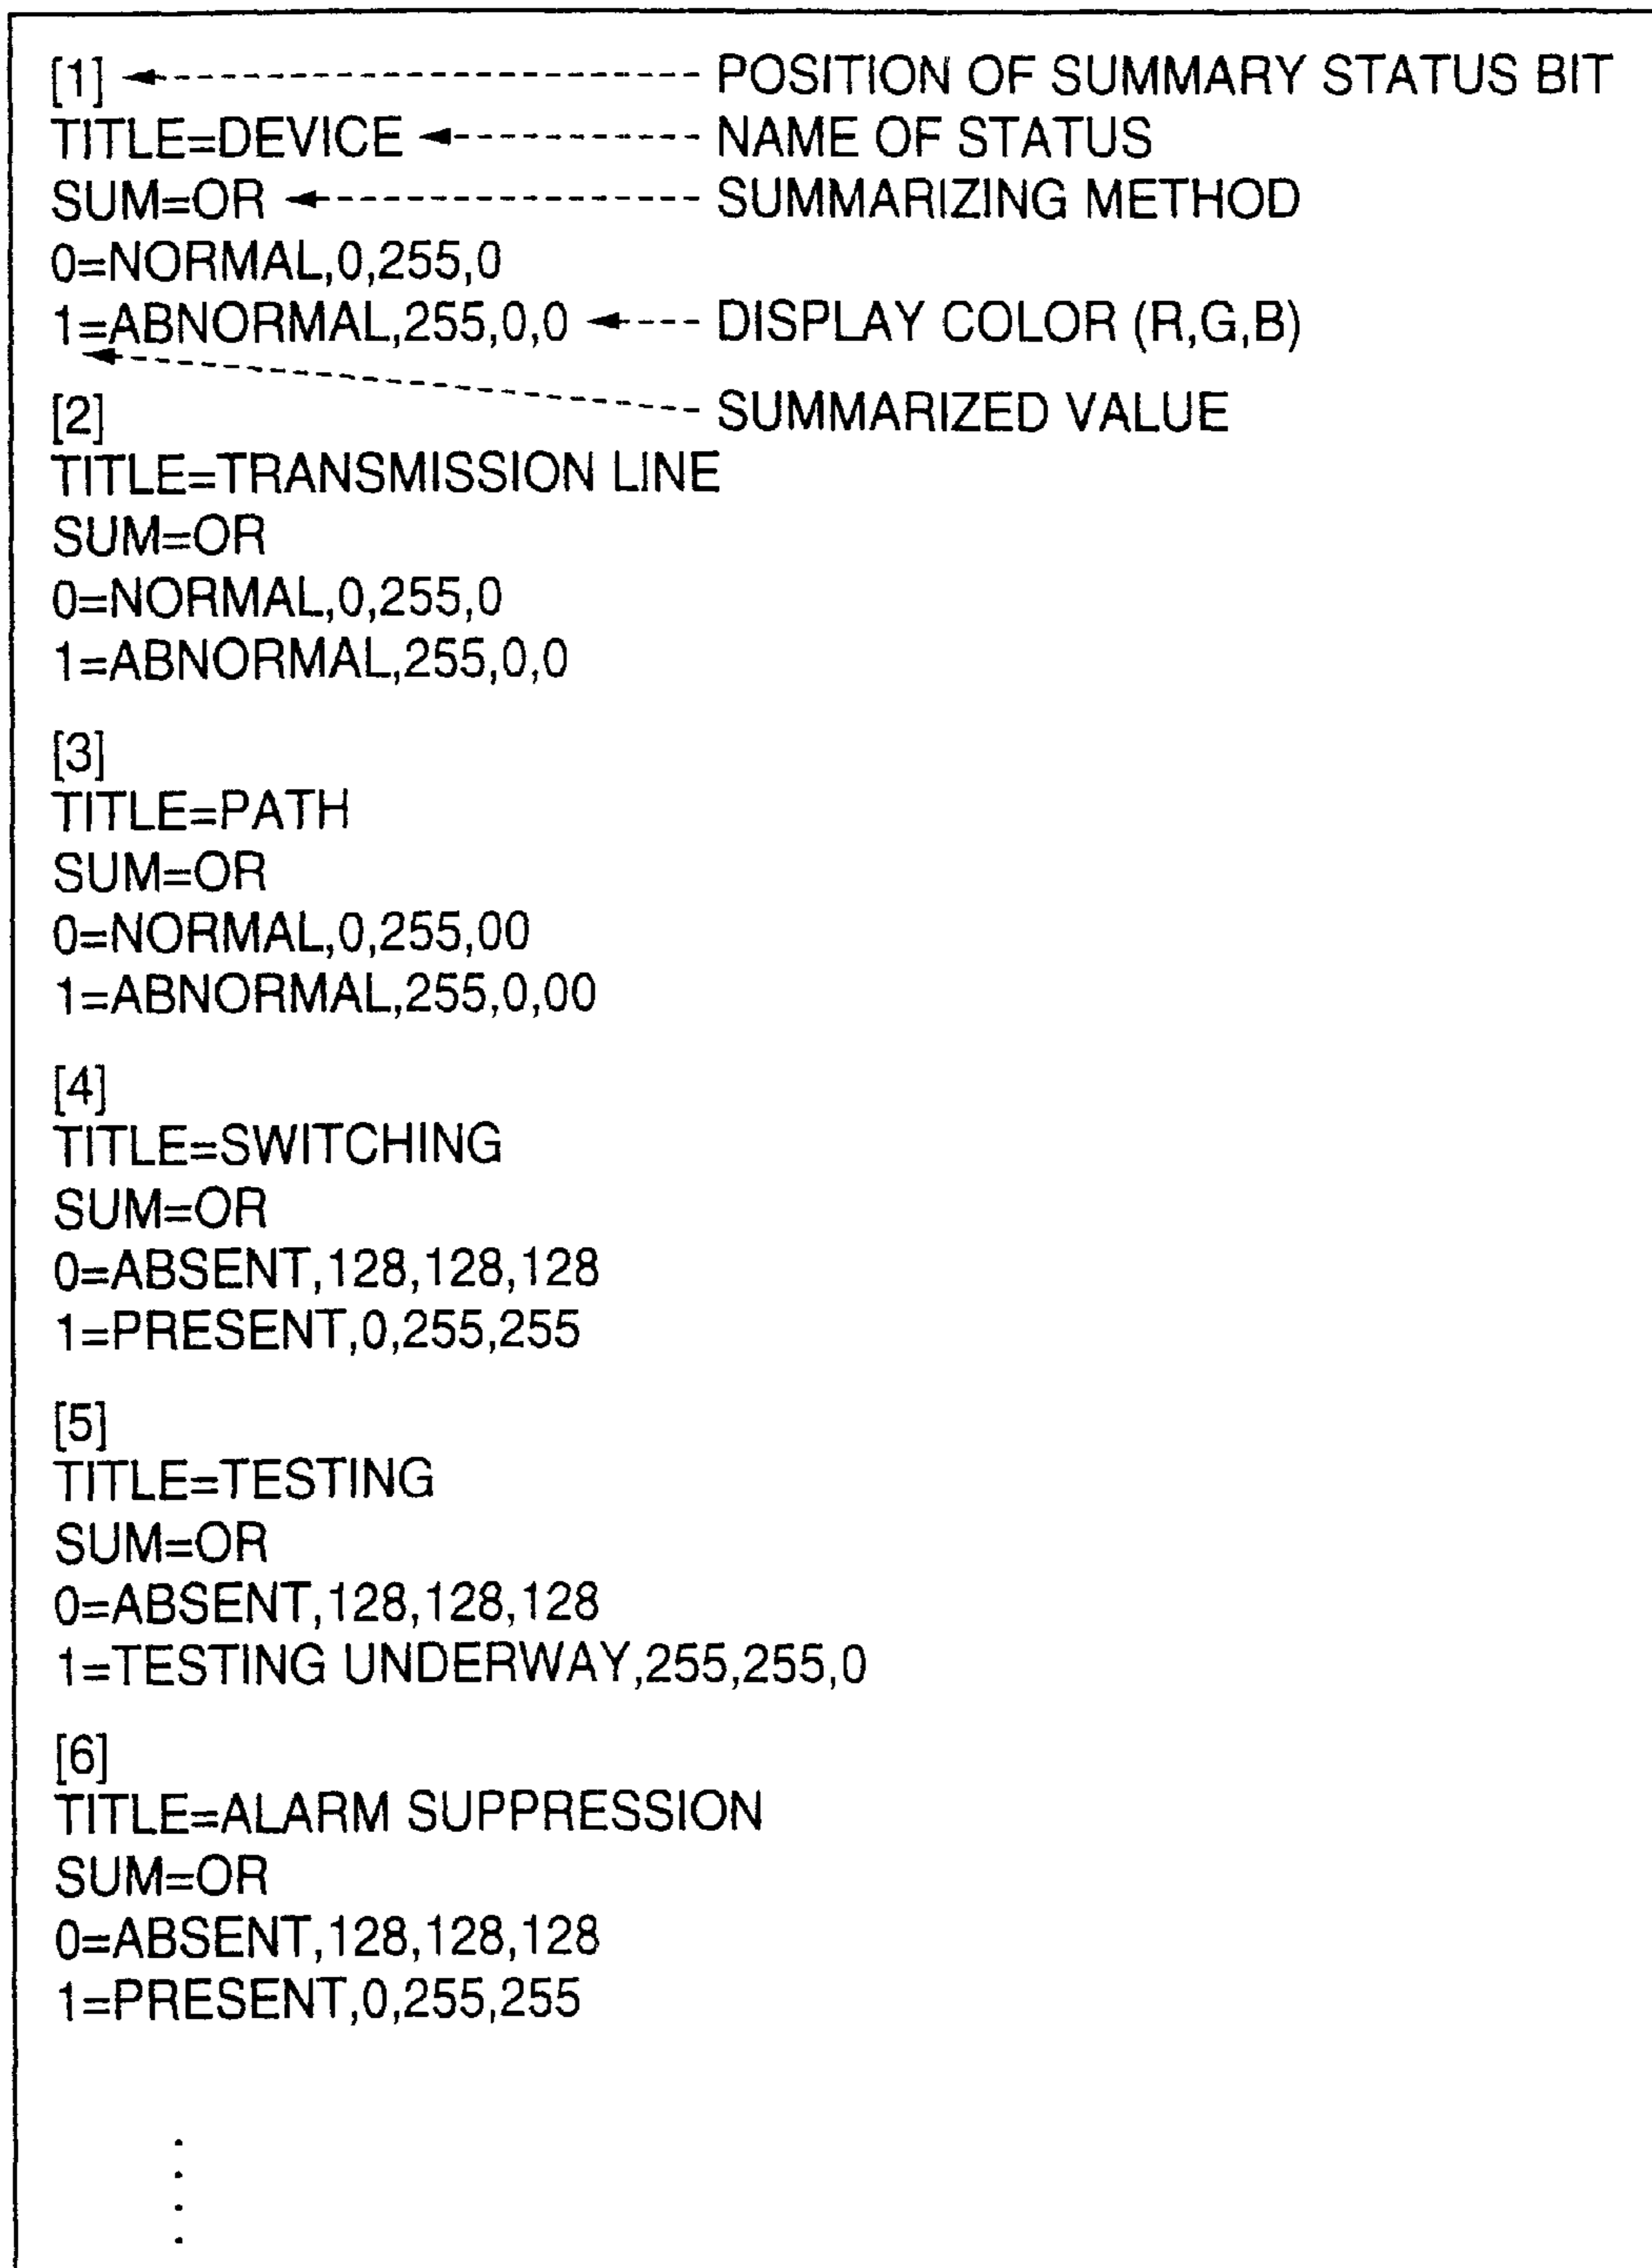 [1] POSITION OF SUMMARY STATUS BIT
TITLE=DEVICE NAME OF STATUS
SUM=OR SUMMARIZING METHOD
0=NORMAL,0,255,0
1=ABNORMAL,255,0,0 DISPLAY COLOR (R,G,B)
SUMMARIZED VALUE
[2]
TITLE=TRANSMISSION LINE
SUM=OR
0=NORMAL,0,255,0
1=ABNORMAL,255,0,0
[3]
TITLE=PATH
SUM=OR
0=NORMAL,0,255,00
1=ABNORMAL,255,0,00
[4]
TITLE=SWITCHING
SUM=OR
0=ABSENT,128,128,128
1=PRESENT,0,255,255
[5]
TITLE=TESTING
SUM=OR
0=ABSENT,128,128,128
1=TESTING UNDERWAY,255,255,0
[6]
TITLE=ALARM SUPPRESSION
SUM=OR
0=ABSENT,128,128,128
1=PRESENT,0,255,255